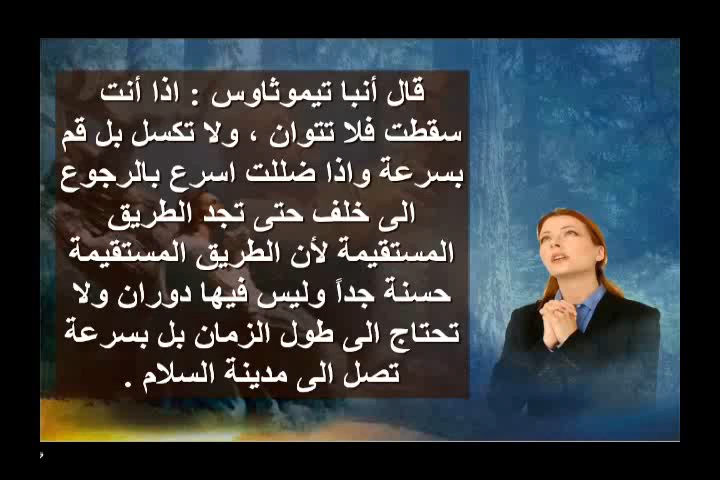 قال أنبا تيموثاوس : اذا أنت
سقطت فلا تتوان ، ولا تكسل بل قم
بسرعة واذا ضللت اسرع بالرجوع
الى خلف حتى تجد الطريق
المستقيمة لأن الطريق المستقيمة
حسنة جداً وليس فيها دوران ولا
تحتاج الى طول الزمان بل بسرعة
تصل الى مدينة السلام .